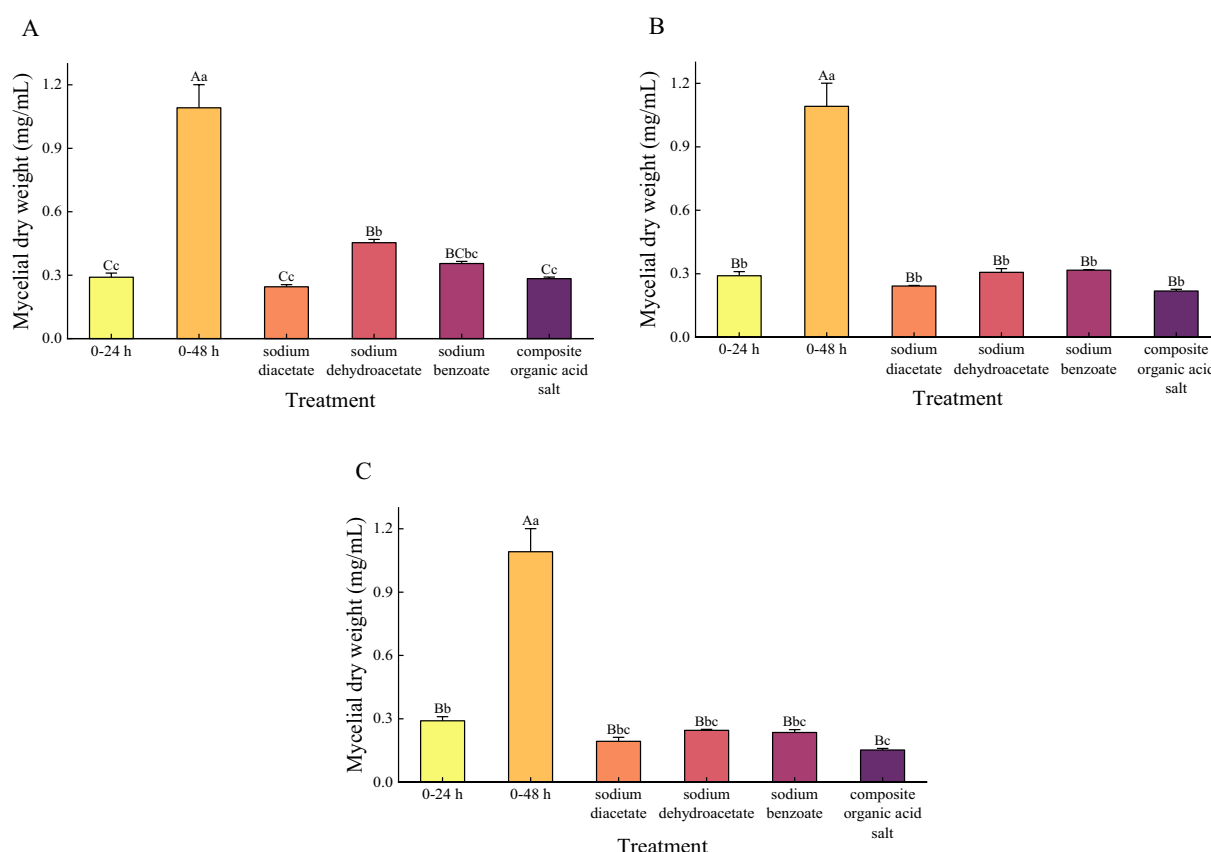 A
Mycelial dry weight (mg/mL)
1.2
0.9
0.6
0.3
0.0
Cc
Aa
Cc
Bb
BCbc
Cc
0-24 h
0-48 h
sodium
diacetate
sodium
dehydroacetate
sodium
benzoate
composite
organic acid
salt
Treatment
B
Mycelial dry weight (mg/mL)
1.2
0.9
0.6
0.3
0.0
Bb
Aa
Bb
Bb
Bb
Bb
0-24 h
0-48 h
sodium
diacetate
sodium
dehydroacetate
sodium
benzoate
composite
organic acid
salt
Treatment
C
Mycelial dry weight (mg/mL)
1.2
0.9
0.6
0.3
0.0
Bb
Aa
Bbc
Bbc
Bbc
Bc
0-24 h
0-48 h
sodium
diacetate
sodium
dehydroacetate
sodium
benzoate
composite
organic acid
salt
Treatment